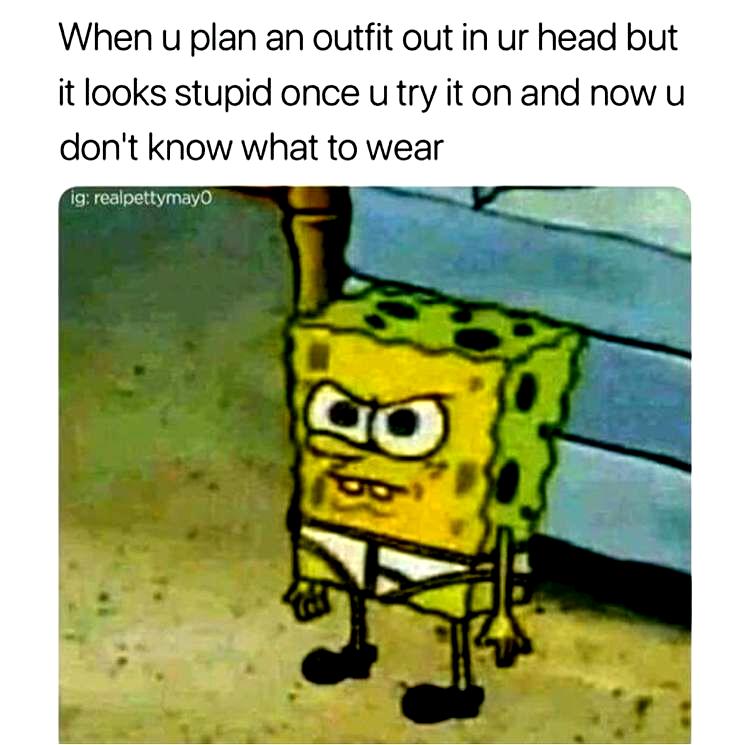 When u plan an outfit out in ur head but
it looks stupid once u try it on and now u
don't know what to wear
ig: realpettymayO